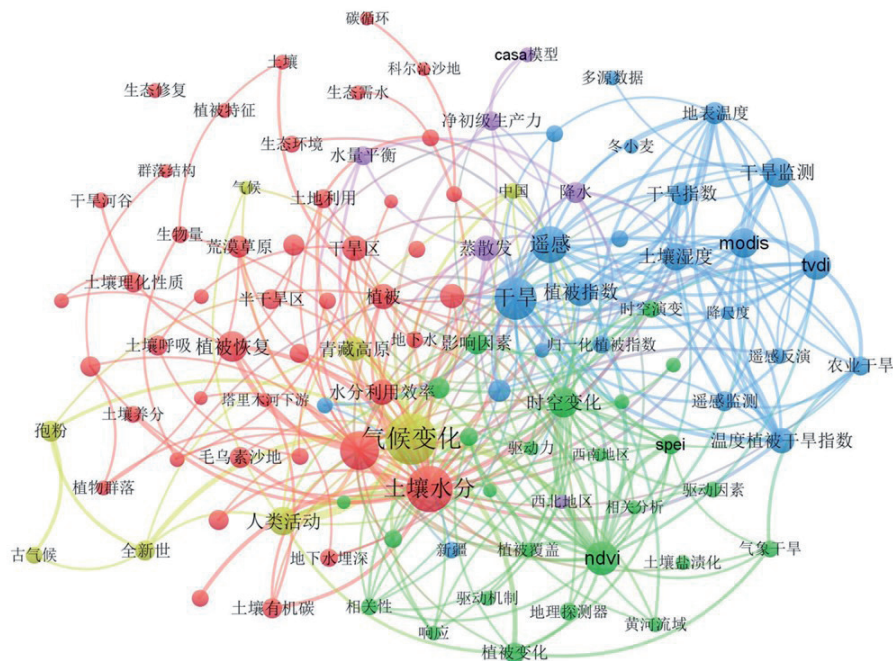 碳循环
casa模型
土壤
科尔沁沙地
多源数据
生态修复
生态需水
植被特征
净初级生产力
地表温度
生态环境
水量平衡
冬小麦
群落结构
干旱监测
气候
中国
降水
干旱指数
干旱河谷
土地利用
生物量
荒漠草原
干旱区
蒸散发
遥感
土壤湿度
modis
tvdi
土壤理化性质
半干旱区
植被
干旱
植被指数
时空演变
降尺度
土壤呼吸
植被恢复
青藏高原
地下水
影响因素
归一化植被指数
遥感反演
农业干旱
塔里木河下游
水分利用效率
时空变化
遥感监测
孢粉
土壤养分
气候变化
驱动力
spei
温度植被干旱指数
毛乌素沙地
西南地区
植物群落
土壤水分
驱动因素
西北地区
相关分析
人类活动
古气候
全新世
地下水埋深
新疆
植被覆盖
ndvi
土壤盐渍化
气象干旱
土壤有机碳
相关性
驱动机制
地理探测器
黄河流域
响应
植被变化